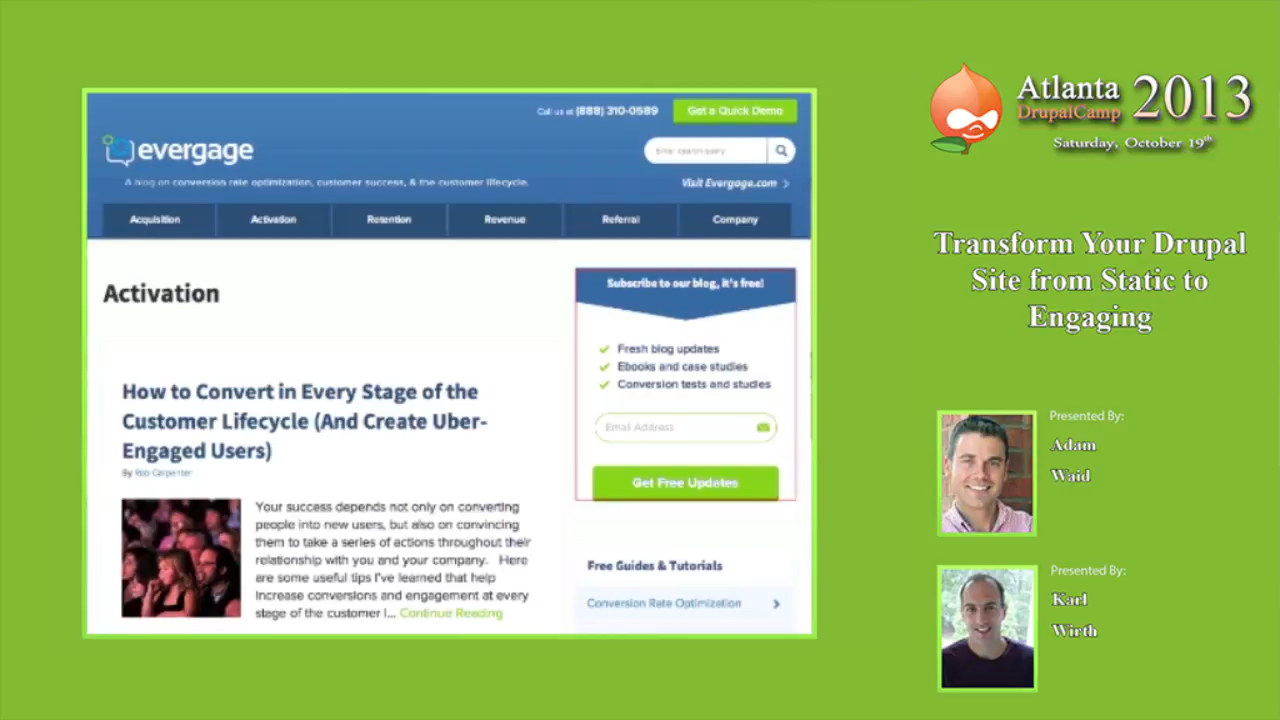 Call us at (888) 310-0589
Get a Quick Demo
evergage
Enter search query
A blog on conversion rate optimization, customer success, & the customer lifecycle.
Visit Evergage.com
Acquisition
Activation
Retention
Revenue
Referral
Company
Activation
How to Convert in Every Stage of the
Customer Lifecycle (And Create Uber-
Engaged Users)
By Rob Carpenter
Your success depends not only on converting
people into new users, but also on convincing
them to take a series of actions throughout their
relationship with you and your company. Here
are some useful tips I've learned that help
increase conversions and engagement at every
stage of the customer l... Continue Reading
Subscribe to our blog, it's free!
Fresh blog updates
Ebooks and case studies
Conversion tests and studies
Email Address
Get Free Updates
Free Guides & Tutorials
Conversion Rate Optimization
Atlanta
DrupalCamp
2013
Saturday, October 19th
Transform Your Drupal
Site from Static to
Engaging
Presented By:
Adam
Waid
Presented By:
Karl
Wirth